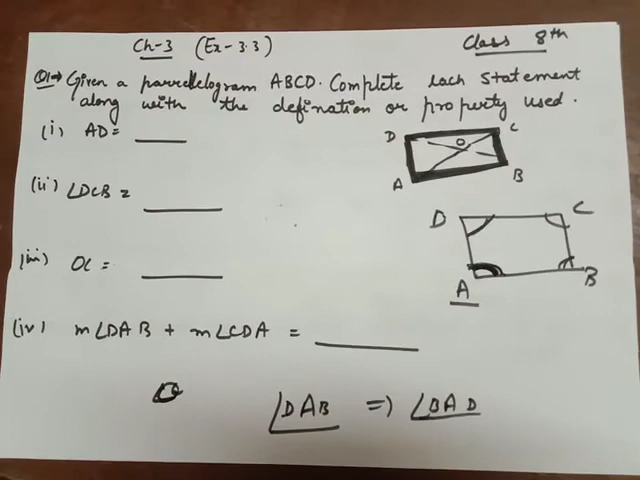 Ch-3 (Ex-3.3) Class 8th
Q1→ Given a parrellelogram ABCD. Complete each statement
along with the defination or property used.
(i) AD = ____
(ii) ∠DCB = ____
(iii) OC = ____
(iv) m∠DAB + m∠CDA = ____
D C
O
A B
D C
A B
∠DAB ⇒ ∠BAD